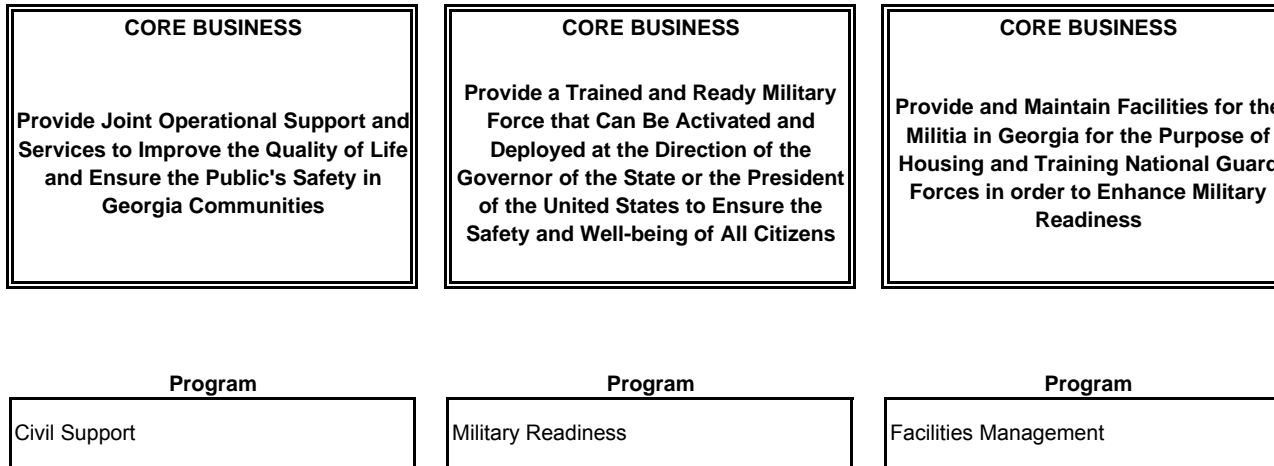 CORE BUSINESS
Provide Joint Operational Support and
Services to Improve the Quality of Life
and Ensure the Public's Safety in
Georgia Communities
CORE BUSINESS
Provide a Trained and Ready Military
Force that Can Be Activated and
Deployed at the Direction of the
Governor of the State or the President
of the United States to Ensure the
Safety and Well-being of All Citizens
CORE BUSINESS
Provide and Maintain Facilities for the
Militia in Georgia for the Purpose of
Housing and Training National Guard
Forces in order to Enhance Military
Readiness
Program
Civil Support
Program
Military Readiness
Program
Facilities Management